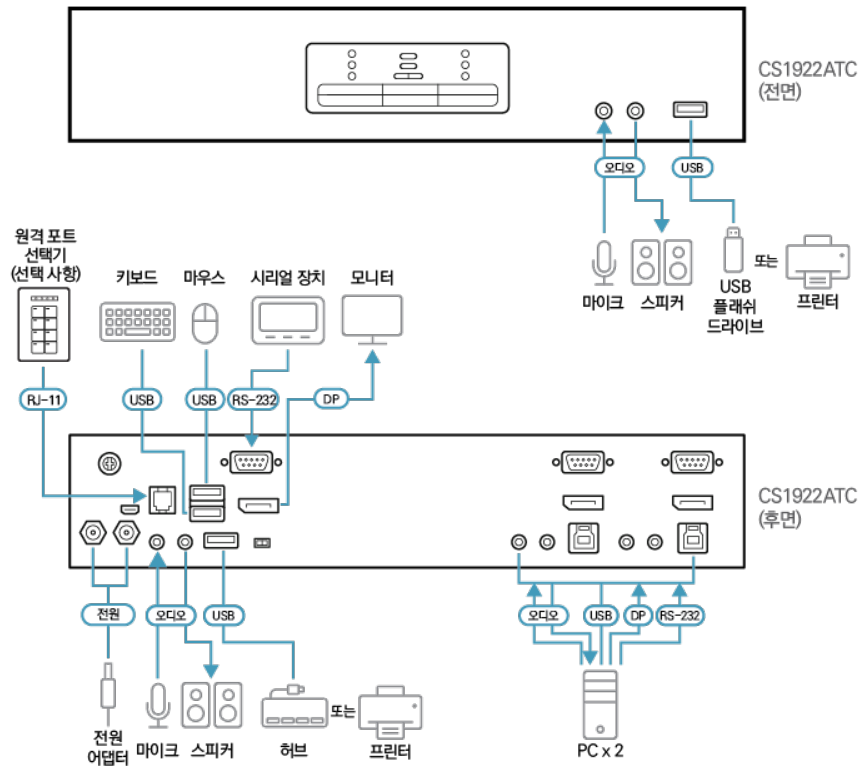 CS1922ATC
(전면)
오디오
USB
마이크
스피커
USB
플래쉬
드라이브
또는
프린터
원격 포트
선택기
(선택 사항)
키보드
마우스
시리얼 장치
모니터
RJ-11
USB
USB
RS-232
DP
CS1922ATC
(후면)
전원
오디오
USB
오디오
USB
DP
RS-232
전원
어댑터
마이크
스피커
허브
또는
프린터
PC x 2